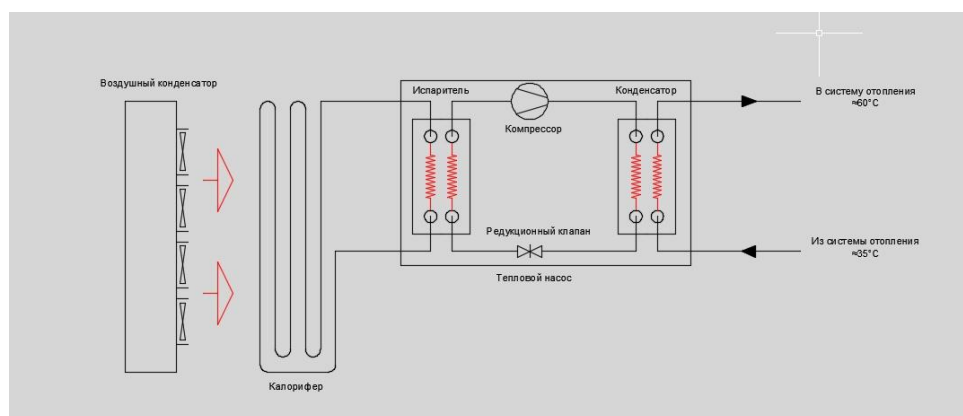 Воздушный конденсатор
Испаритель
Конденсатор
В систему отопления
≈60°C
Компрессор
Редукционный клапан
Из системы отопления
≈35°C
Тепловой насос
Калорифер